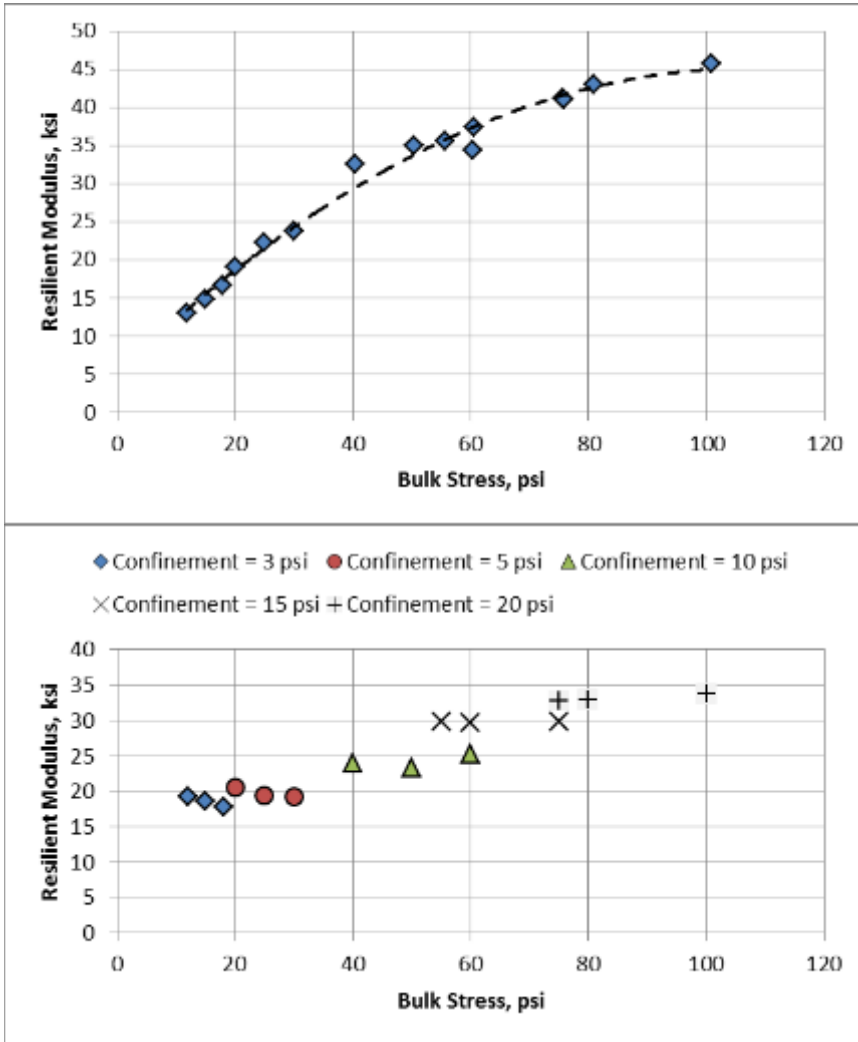 50
45
40
35
30
25
20
15
10
5
0
Resilient Modulus, ksi
0 20 40 60 80 100 120
Bulk Stress, psi
Confinement = 3 psi Confinement = 5 psi Confinement = 10 psi
Confinement = 15 psi Confinement = 20 psi
40
35
30
25
20
15
10
5
0
Resilient Modulus, ksi
0 20 40 60 80 100 120
Bulk Stress, psi